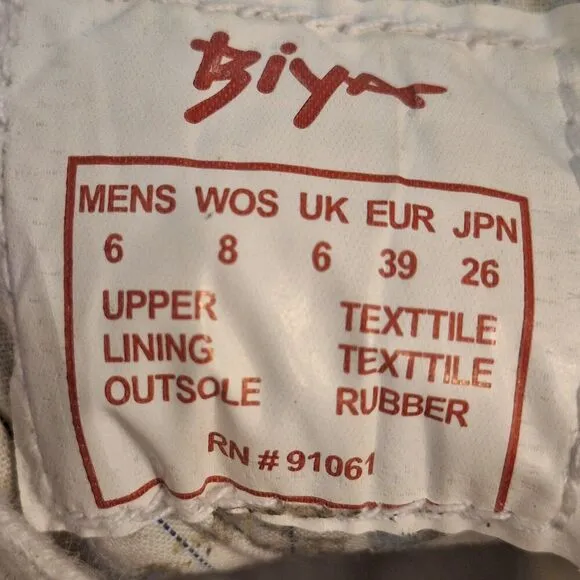 Biya
MENS WOS UK EUR JPN
6 8 6 39 26
UPPER TEXTTILE
LINING TEXTTILE
OUTSOLE RUBBER
RN # 91061